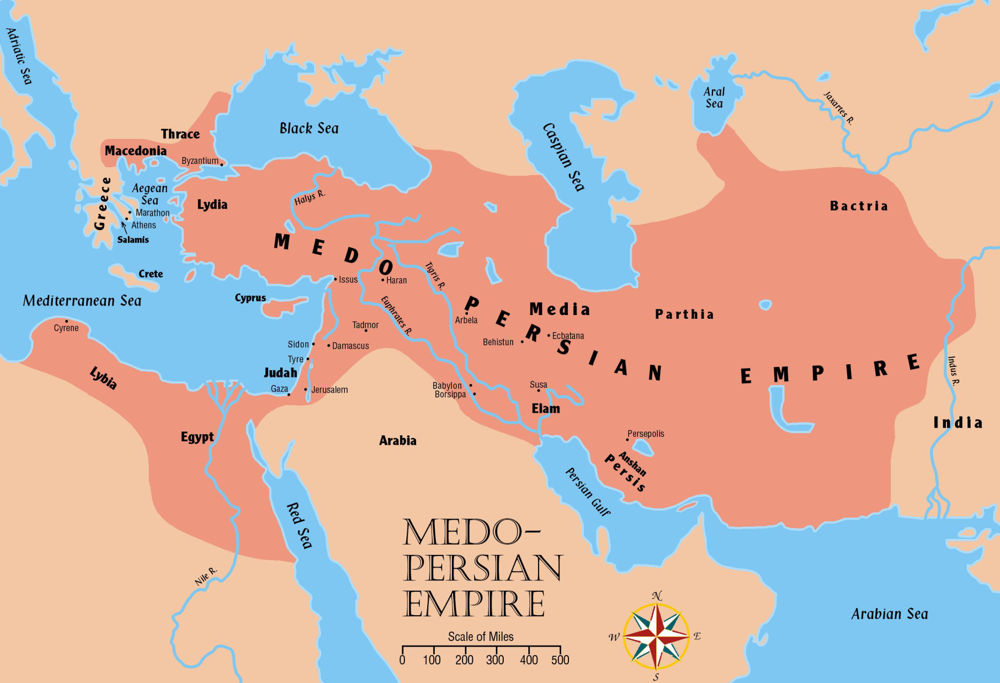 Adriatic Sea
Black Sea
Caspian Sea
Aral
Sea
Jaxartes R.
Thrace
Macedonia
Byzantium
Greece
Aegean
Sea
Marathon
Athens
Salamis
Lydia
Halys R.
Bactria
Crete
Mediterranean Sea
Cyprus
Issus
Haran
Tigris R.
Euphrates R.
MEDO
PERSIAN
EMPIRE
Arbela
Media
Parthia
Behistun
Ecbatana
Cyrene
Lybia
Tadmor
Sidon
Damascus
Tyre
Judah
Gaza
Jerusalem
Babylon
Borsippa
Susa
Elam
Indus R.
India
Egypt
Arabia
Persepolis
Anshan
Persis
Persian Gulf
Red Sea
Nile R.
MEDO-
PERSIAN
EMPIRE
Scale of Miles
0 100 200 300 400 500
N
W
E
S
Arabian Sea